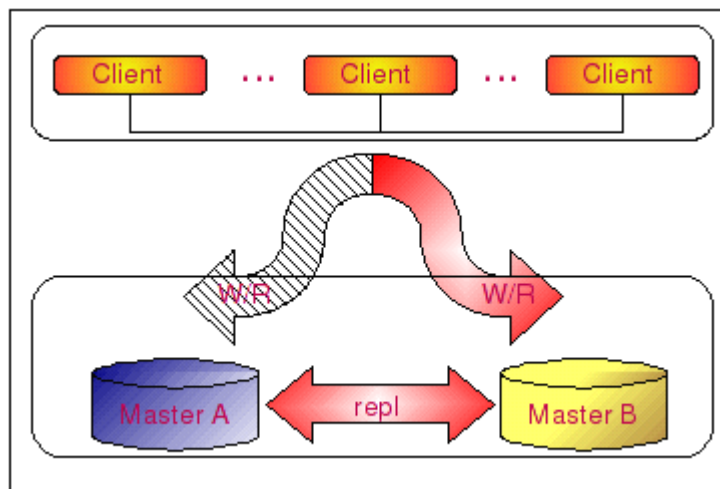 Client ... Client ... Client
W/R W/R
Master A repl Master B